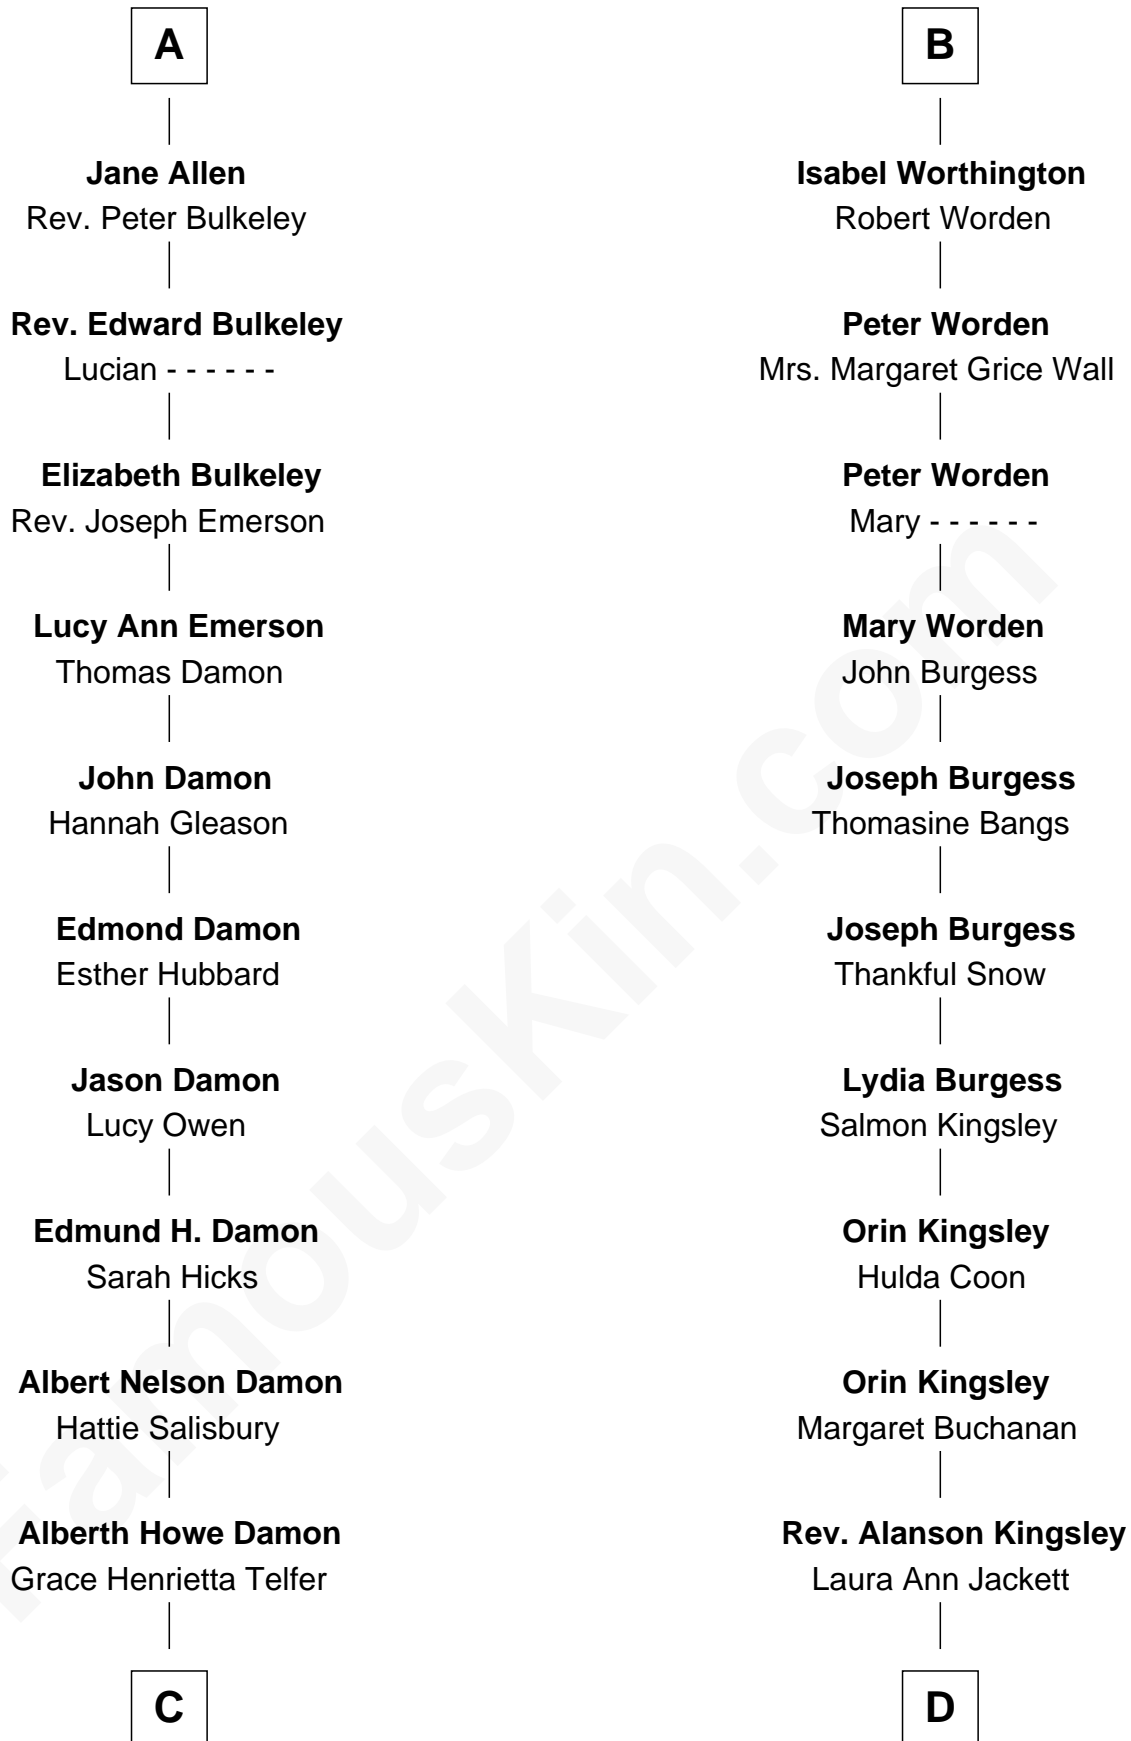 A
Jane Allen
Rev. Peter Bulkeley
Rev. Edward Bulkeley
Lucian - - - - - -
Elizabeth Bulkeley
Rev. Joseph Emerson
Lucy Ann Emerson
Thomas Damon
John Damon
Hannah Gleason
Edmond Damon
Esther Hubbard
Jason Damon
Lucy Owen
Edmund H. Damon
Sarah Hicks
Albert Nelson Damon
Hattie Salisbury
Alberth Howe Damon
Grace Henrietta Telfer
C
B
Isabel Worthington
Robert Worden
Peter Worden
Mrs. Margaret Grice Wall
Peter Worden
Mary - - - - - -
Mary Worden
John Burgess
Joseph Burgess
Thomasine Bangs
Joseph Burgess
Thankful Snow
Lydia Burgess
Salmon Kingsley
Orin Kingsley
Hulda Coon
Orin Kingsley
Margaret Buchanan
Rev. Alanson Kingsley
Laura Ann Jackett
D
FamousKin.com